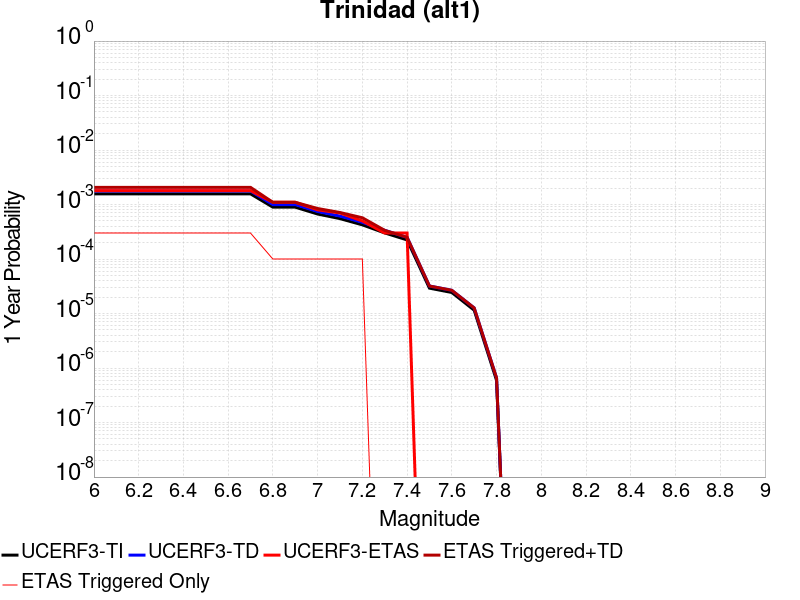 Trinidad (alt1)
10^0
10^-1
10^-2
10^-3
10^-4
10^-5
10^-6
10^-7
10^-8
1 Year Probability
6 6.2 6.4 6.6 6.8 7 7.2 7.4 7.6 7.8 8 8.2 8.4 8.6 8.8 9
Magnitude
UCERF3-TI UCERF3-TD UCERF3-ETAS ETAS Triggered+TD
ETAS Triggered Only